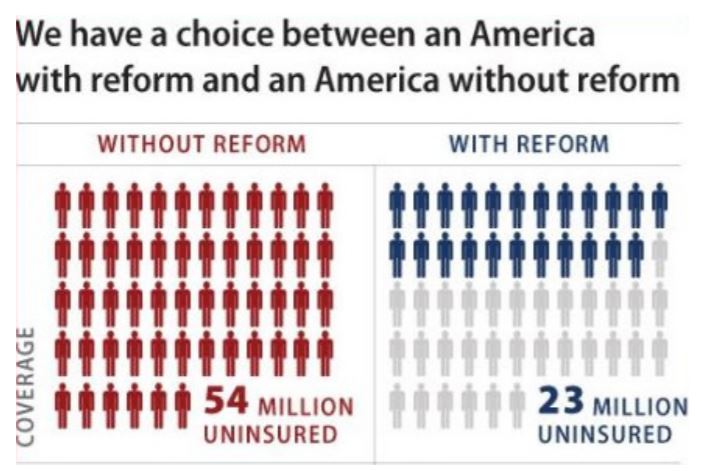 We have a choice between an America
with reform and an America without reform
WITHOUT REFORM
WITH REFORM
COVERAGE
54 MILLION
UNINSURED
23 MILLION
UNINSURED